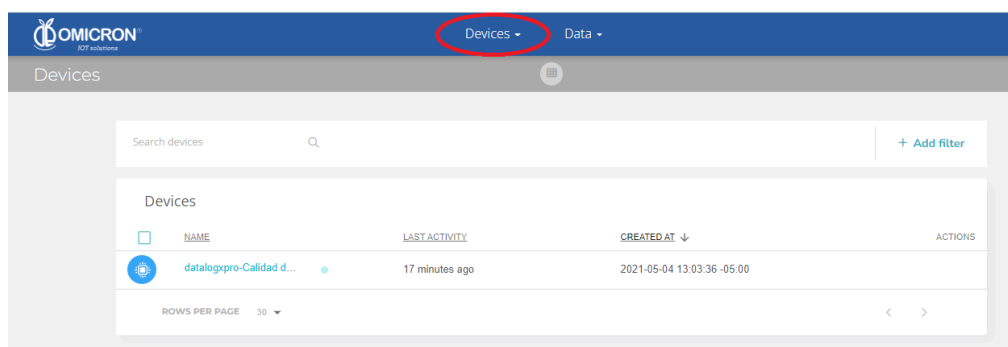 OMICRON®
IOT solutions
Devices Data
Devices
Search devices
+ Add filter
Devices
NAME LAST ACTIVITY CREATED AT ACTIONS
datalogxpro-Calidad d... 17 minutes ago 2021-05-04 13:03:36 -05:00
ROWS PER PAGE 30